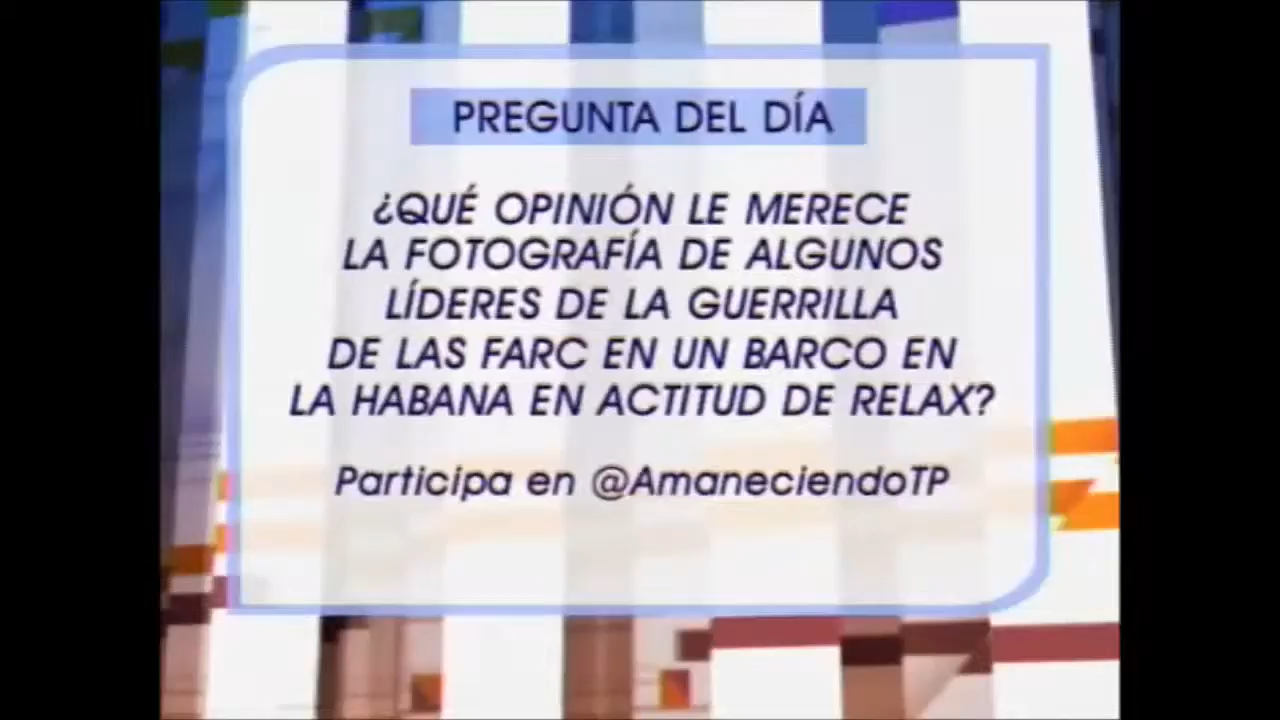 PREGUNTA DEL DÍA
¿QUÉ OPINIÓN LE MERECE
LA FOTOGRAFÍA DE ALGUNOS
LÍDERES DE LA GUERRILLA
DE LAS FARC EN UN BARCO EN
LA HABANA EN ACTITUD DE RELAX?
Participa en @AmaneciendoTP